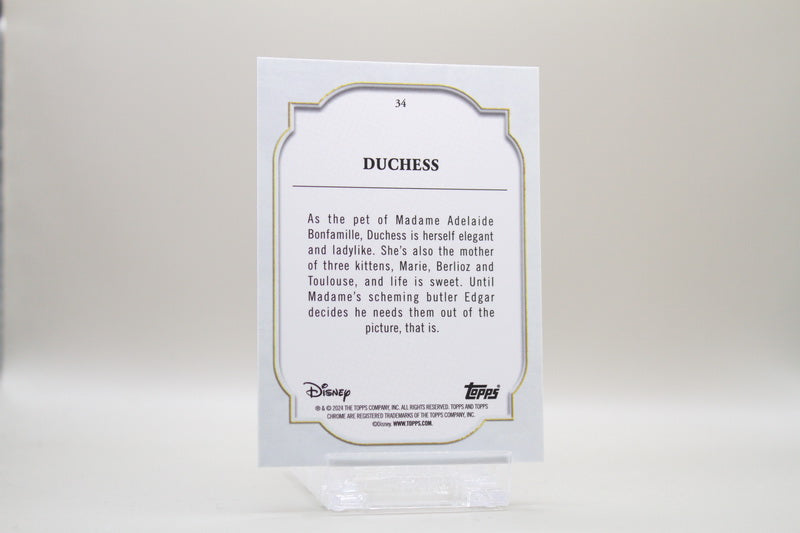 34
DUCHESS
As the pet of Madame Adelaide
Bonfamille, Duchess is herself elegant
and ladylike. She's also the mother
of three kittens, Marie, Berlioz and
Toulouse, and life is sweet. Until
Madame's scheming butler Edgar
decides he needs them out of the
picture, that is.
Disney
topps
® & © 2024 THE TOPPS COMPANY, INC. ALL RIGHTS RESERVED. TOPPS AND TOPPS
CHROME ARE REGISTERED TRADEMARKS OF THE TOPPS COMPANY, INC.
©Disney. WWW.TOPPS.COM.